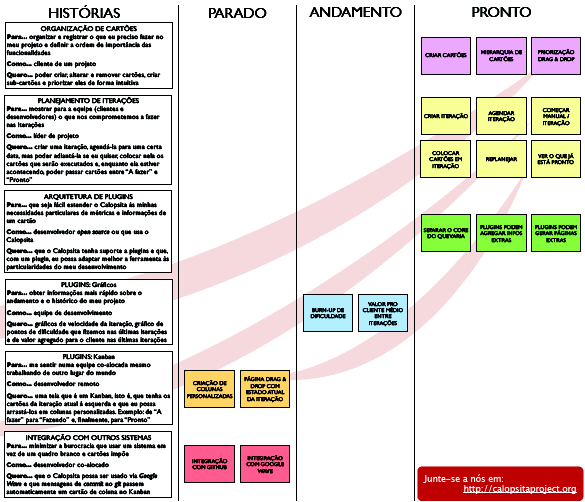 HISTÓRIAS
PARADO
ANDAMENTO
PRONTO
ORGANIZAÇÃO DE CARTÕES
Para... organizar e registrar o que eu preciso fazer no
meu projeto e definir a ordem de importância das
funcionalidades
Como... cliente de um projeto
Quero... poder criar, alterar e remover cartões, criar
sub-cartões e priorizar eles de forma intuitiva
CRIAR CARTÕES
HIERARQUIA DE
CARTÕES
PRIORIZAÇÃO
DRAG & DROP
PLANEJAMENTO DE ITERAÇÕES
Para... mostrar para a equipe (clientes e
desenvolvedores) o que nos comprometemos a fazer
nas iterações
Como... líder de projeto
Quero... criar uma iteração, agendá-la para uma certa
data, mas poder adiantá-la se eu quiser, colocar nela os
cartões que serão executados e, enquanto ela estiver
acontecendo, poder passar cartões entre "A fazer" e
"Pronto"
CRIAR ITERAÇÃO
AGENDAR
ITERAÇÃO
COMEÇAR
MANUAL /
ITERAÇÃO
COLOCAR
CARTÕES EM
ITERAÇÃO
REPLANEJAR
VER O QUE JÁ
ESTÁ PRONTO
ARQUITETURA DE PLUGINS
Para... que seja fácil estender o Calopsita às minhas
necessidades particulares de métricas e informações de
um cartão
Como... desenvolvedor open source ou que usa o
Calopsita
Quero... que o Calopsita tenha suporte a plugins e que,
com um plugin, eu possa adaptar melhor a ferramenta às
particularidades do meu desenvolvimento
SEPARAR O CORE
DO QUE VARIA
PLUGINS PODEM
AGREGAR INFOS
EXTRAS
PLUGINS PODEM
GERAR PÁGINAS
EXTRAS
PLUGINS: Gráficos
Para... obter informações mais rápido sobre o
andamento e o histórico do meu projeto
Como... equipe de desenvolvimento
Quero... gráficos de velocidade da iteração, gráfico de
pontos de dificuldade que fizemos nas últimas iterações
e de valor agregado para o cliente nas últimas iterações
BURN-UP DE
DIFICULDADE
VALOR PRO
CLIENTE MÉDIO
ENTRE
ITERAÇÕES
PLUGINS: Kanban
Para... me sentir numa equipe co-alocada mesmo
trabalhando de outro lugar do mundo
Como... desenvolvedor remoto
Quero... uma tela que é em Kanban, isto é, que tenha os
cartões da iteração atual à esquerda e que eu possa
arrastá-los em colunas personalizadas. Exemplo: de "A
fazer" para "Fazendo" e, finalmente, para "Pronto"
CRIAÇÃO DE
COLUNAS
PERSONALIZADAS
PÁGINA DRAG &
DROP COM
ESTADO ATUAL
DA ITERAÇÃO
INTEGRAÇÃO COM OUTROS SISTEMAS
Para... minimizar a burocracia que usar um sistema em
vez de um quadro branco e cartões impõe
Como... desenvolvedor co-alocado
Quero... que o Calopsita possa ser usado via Google
Wave e que mensagens de commit no git passem
automaticamente um cartão de coluna no Kanban
INTEGRAÇÃO
COM GITHUB
INTEGRAÇÃO
COM GOOGLE
WAVE
Junte-se a nós em:
http://calopsitaproject.org